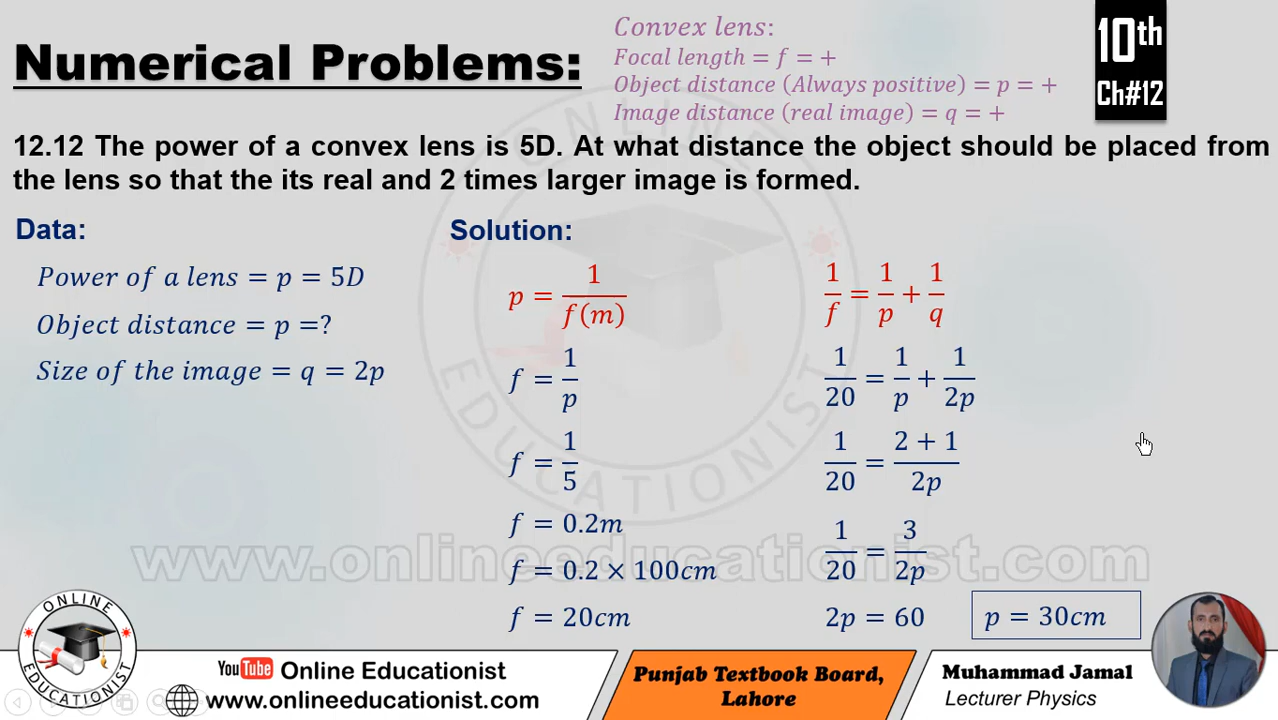 Numerical Problems:
Convex lens:
Focal length = f = +
Object distance (Always positive) = p = +
Image distance (real image) = q = +
10th
Ch#12
12.12 The power of a convex lens is 5D. At what distance the object should be placed from
the lens so that the its real and 2 times larger image is formed.
Data:
Power of a lens = p = 5D
Object distance = p =?
Size of the image = q = 2p
Solution:
p = 1/f(m)
f = 1/p
f = 1/5
f = 0.2m
f = 0.2 × 100cm
f = 20cm
1/f = 1/p + 1/q
1/20 = 1/p + 1/2p
1/20 = (2 + 1)/2p
1/20 = 3/2p
2p = 60
p = 30cm
ONLINE
EDUCATIONIST
www.onlineeducationist.com
ONLINE
EDUCATIONIST
YouTube Online Educationist
www.onlineeducationist.com
Punjab Textbook Board,
Lahore
Muhammad Jamal
Lecturer Physics